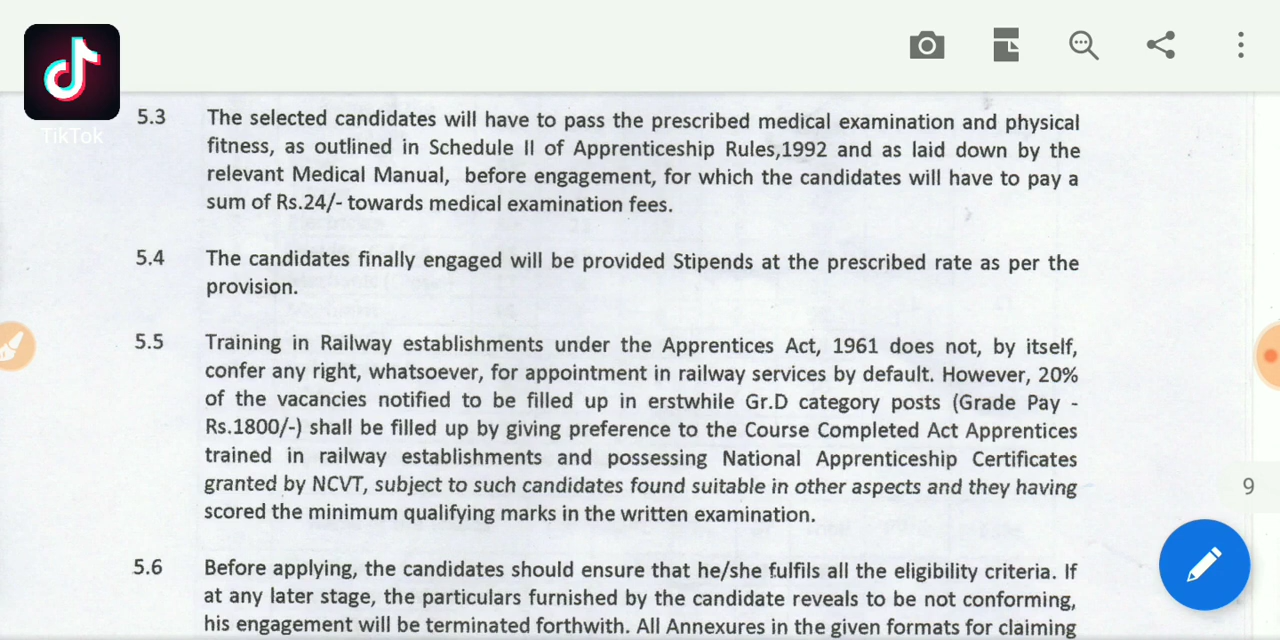 TikTok
5.3 The selected candidates will have to pass the prescribed medical examination and physical
fitness, as outlined in Schedule II of Apprenticeship Rules,1992 and as laid down by the
relevant Medical Manual, before engagement, for which the candidates will have to pay a
sum of Rs.24/- towards medical examination fees.
5.4 The candidates finally engaged will be provided Stipends at the prescribed rate as per the
provision.
5.5 Training in Railway establishments under the Apprentices Act, 1961 does not, by itself,
confer any right, whatsoever, for appointment in railway services by default. However, 20%
of the vacancies notified to be filled up in erstwhile Gr.D category posts (Grade Pay -
Rs.1800/-) shall be filled up by giving preference to the Course Completed Act Apprentices
trained in railway establishments and possessing National Apprenticeship Certificates
granted by NCVT, subject to such candidates found suitable in other aspects and they having
scored the minimum qualifying marks in the written examination.
9
5.6 Before applying, the candidates should ensure that he/she fulfils all the eligibility criteria. If
at any later stage, the particulars furnished by the candidate reveals to be not conforming,
his engagement will be terminated forthwith. All Annexures in the given formats for claiming